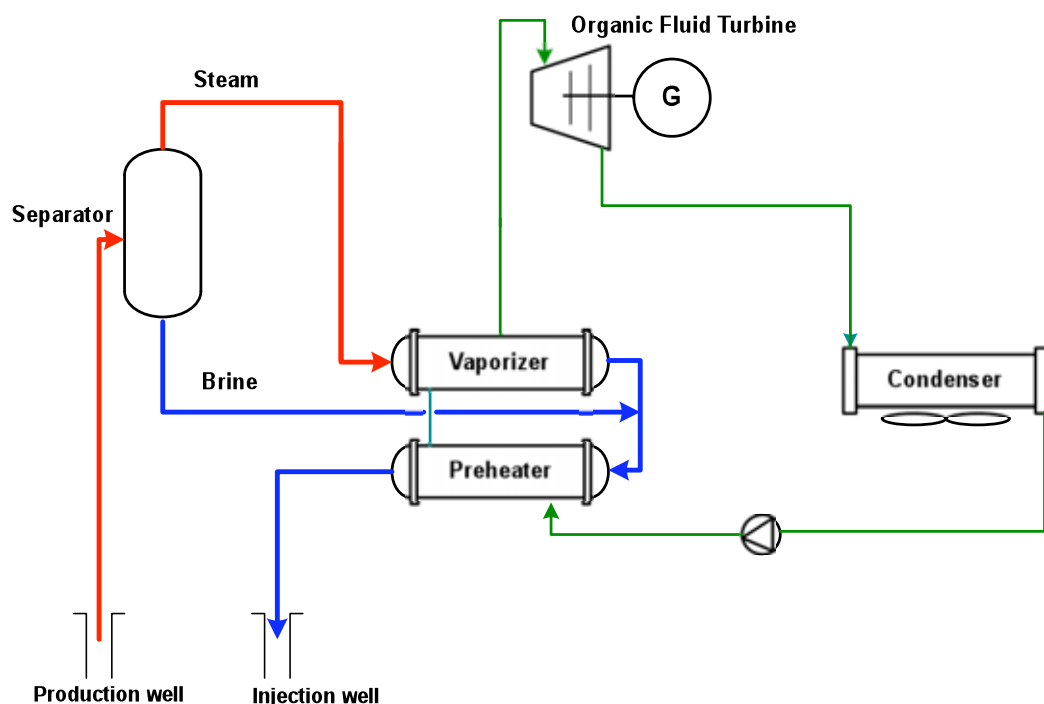 Organic Fluid Turbine
Steam
G
Separator
Vaporizer
Condenser
Brine
Preheater
Production well
Injection well